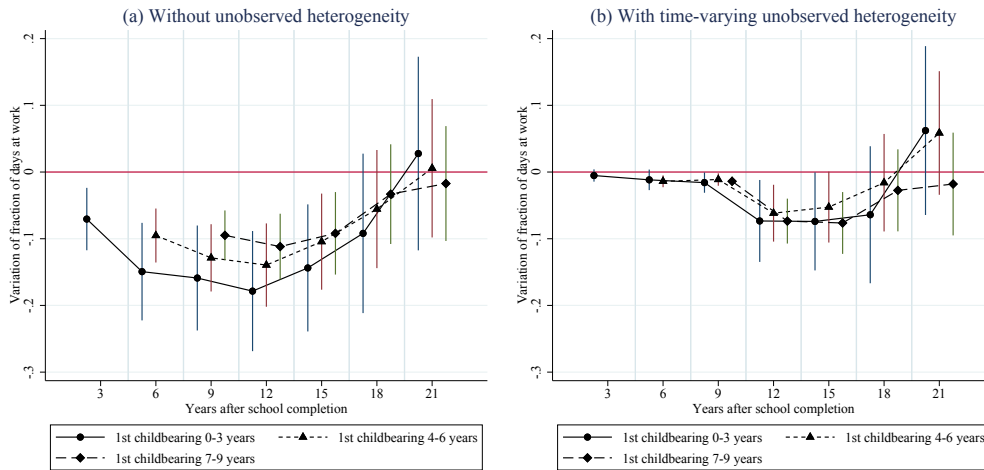 (a) Without unobserved heterogeneity
Variation of fraction of days at work
.2
.1
0
-.1
-.2
-.3
3 6 9 12 15 18 21
Years after school completion
1st childbearing 0-3 years 1st childbearing 4-6 years
1st childbearing 7-9 years
(b) With time-varying unobserved heterogeneity
Variation of fraction of days at work
.2
.1
0
-.1
-.2
-.3
3 6 9 12 15 18 21
Years after school completion
1st childbearing 0-3 years 1st childbearing 4-6 years
1st childbearing 7-9 years